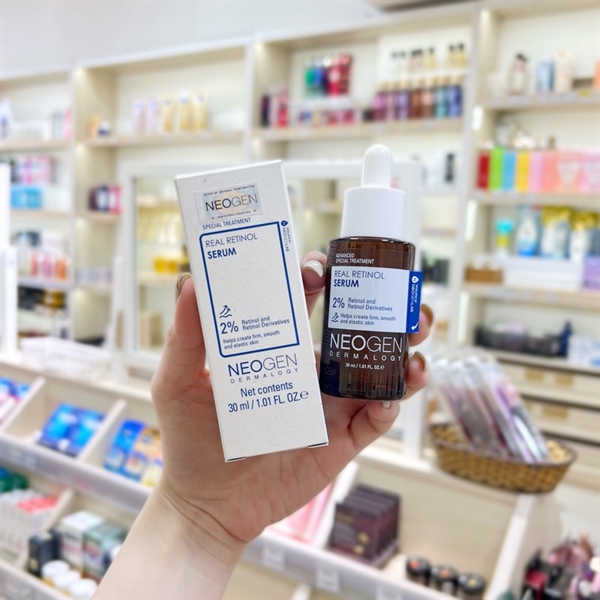 NEOGEN
SPECIAL TREATMENT
REAL RETINOL
SERUM
2% Retinol and
Retinol Derivatives
Helps create firm, smooth
and elastic skin
NEOGEN
DERMALOGY
Net contents
30 ml / 1.01 FL. OZ.e
ADVANCED
SPECIAL TREATMENT
REAL RETINOL
SERUM
2% Retinol and
Retinol Derivatives
Helps create firm, smooth
and elastic skin
NEOGEN
DERMALOGY
30 ml / 1.01 FL. OZ.e